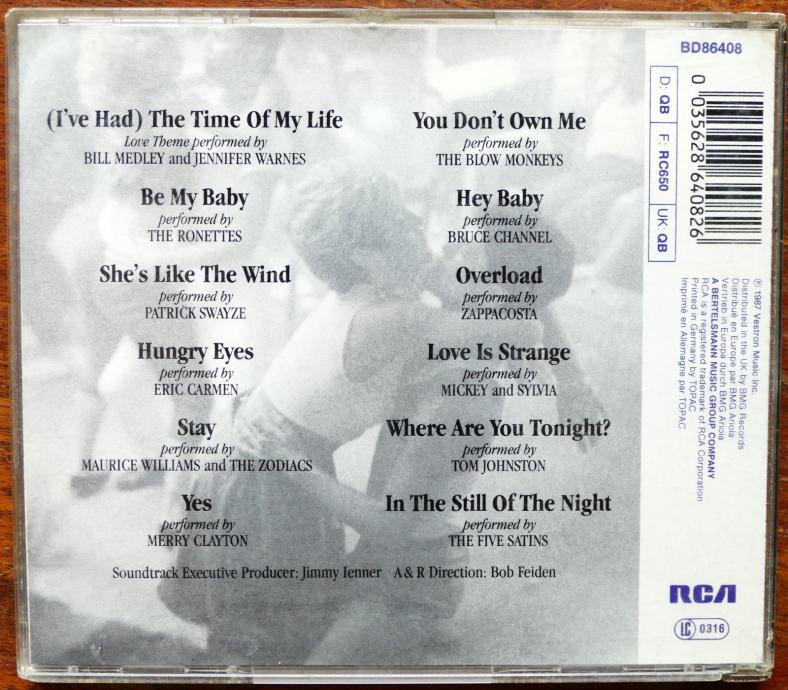 (I've Had) The Time Of My Life
Love Theme performed by
BILL MEDLEY and JENNIFER WARNES
Be My Baby
performed by
THE RONETTES
She's Like The Wind
performed by
PATRICK SWAYZE
Hungry Eyes
performed by
ERIC CARMEN
Stay
performed by
MAURICE WILLIAMS and THE ZODIACS
Yes
performed by
MERRY CLAYTON
You Don't Own Me
performed by
THE BLOW MONKEYS
Hey Baby
performed by
BRUCE CHANNEL
Overload
performed by
ZAPPACOSTA
Love Is Strange
performed by
MICKEY and SYLVIA
Where Are You Tonight?
performed by
TOM JOHNSTON
In The Still Of The Night
performed by
THE FIVE SATINS
Soundtrack Executive Producer: Jimmy Ienner A & R Direction: Bob Feiden
BD86408
D: QB F: RC650 UK: QB
0 035628 640826
℗ 1987 Vestron Music Inc.
Distributed in the UK by BMG Records
Distribué en Europe par BMG Ariola
Vertrieb in Europa durch BMG Ariola
A BERTELSMANN MUSIC GROUP COMPANY
RCA is a registered trademark of RCA Corporation
Printed in Germany by TOPAC
Imprimé en Allemagne par TOPAC
RCA
LC 0316